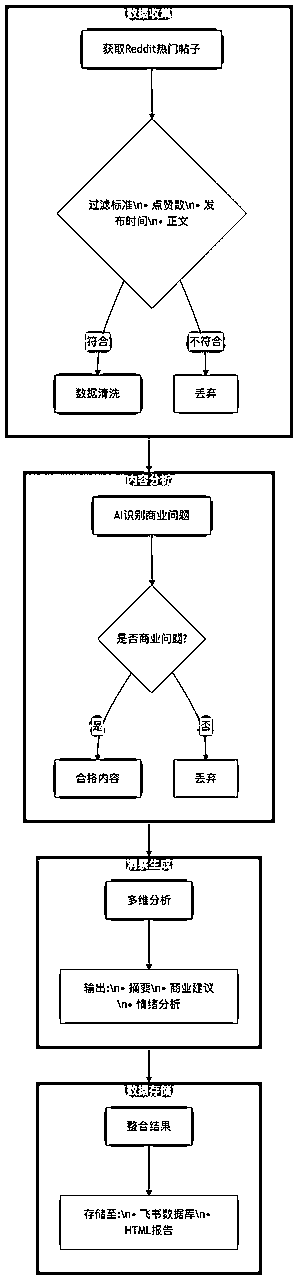 数据收集
获取Reddit热门帖子
过滤标准\n• 点赞数\n• 发
布时间\n• 正文
符合
不符合
数据清洗
丢弃
内容分析
AI识别商业问题
是否商业问题?
是
否
合格内容
丢弃
洞察生成
多维分析
输出:\n• 摘要\n• 商业建议
\n• 情绪分析
数据存储
整合结果
存储至:\n• 飞书数据库\n•
HTML报告